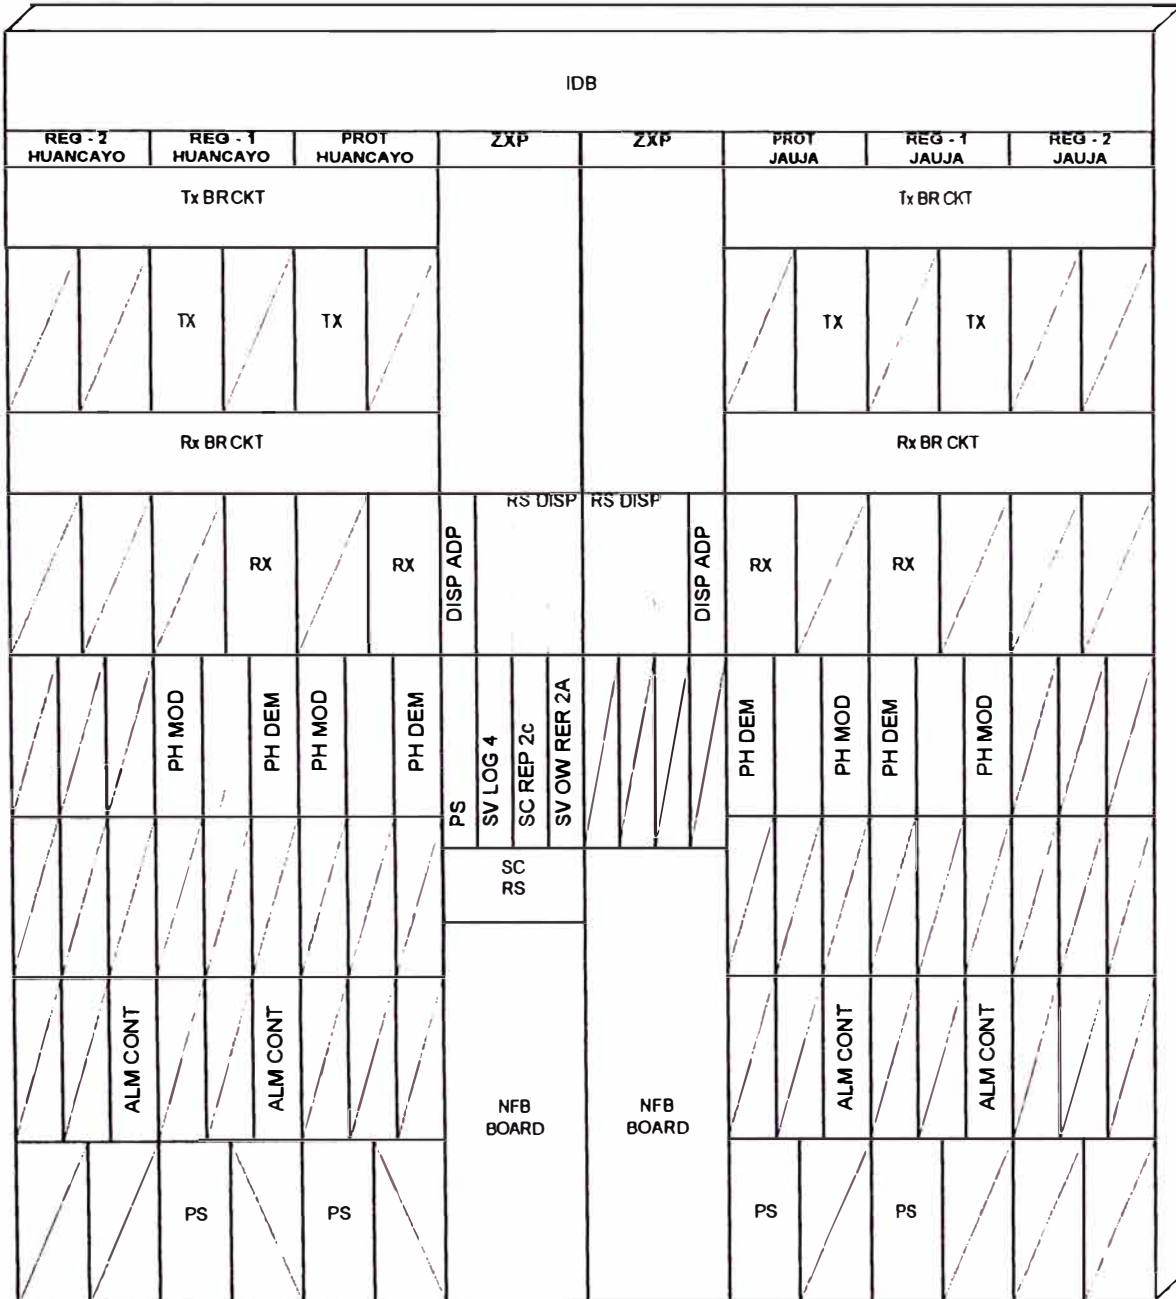 IDB
REG - 2 HUANCAYO
REG - 1 HUANCAYO
PROT HUANCAYO
ZXP
ZXP
PROT JAUJA
REG - 1 JAUJA
REG - 2 JAUJA
Tx BR CKT
Tx BR CKT
TX
TX
TX
TX
Rx BR CKT
Rx BR CKT
RX
RX
DISP ADP
RS DISP
RS DISP
DISP ADP
RX
RX
PH MOD
PH DEM
PH MOD
PH DEM
PS
SV LOG 4
SC REP 2c
SV OW RER 2A
PH DEM
PH MOD
PH DEM
PH MOD
SC
RS
ALM CONT
ALM CONT
NFB
BOARD
NFB
BOARD
ALM CONT
ALM CONT
PS
PS
PS
PS